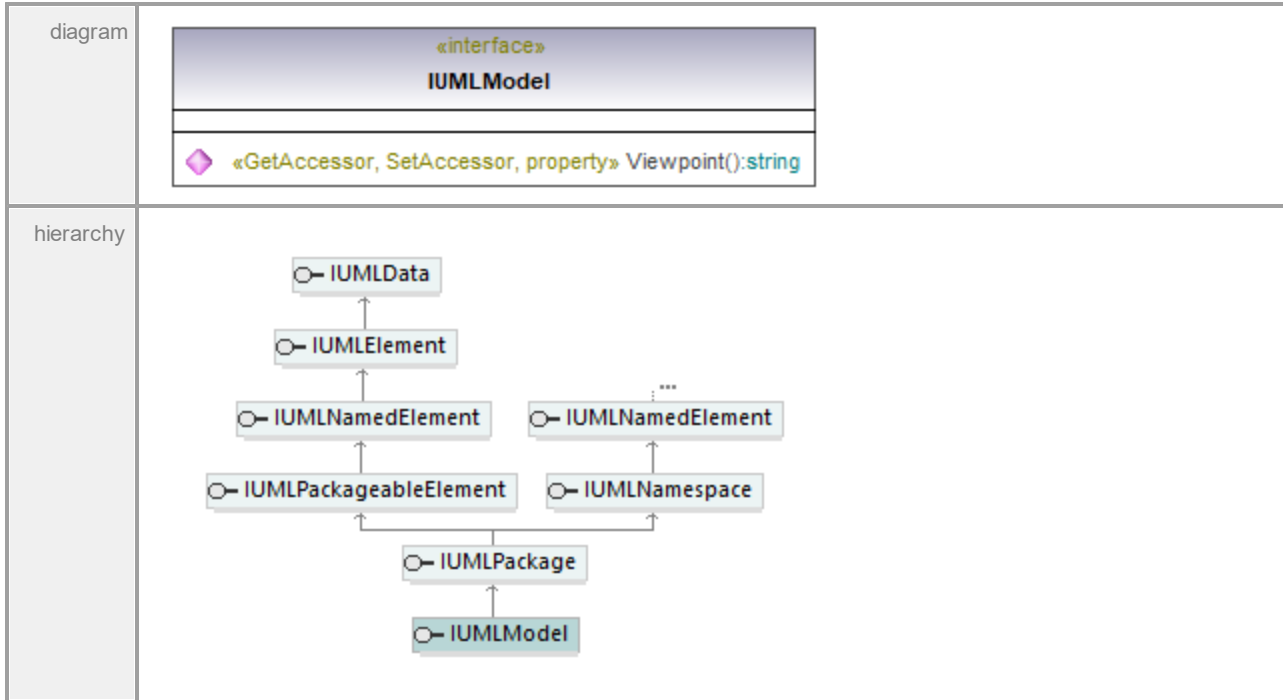 diagram
«interface»
IUMLModel
«GetAccessor, SetAccessor, property» Viewpoint():string
hierarchy
IUMLData
IUMLElement
...
IUMLNamedElement IUMLNamedElement
IUMLPackageableElement IUMLNamespace
IUMLPackage
IUMLModel